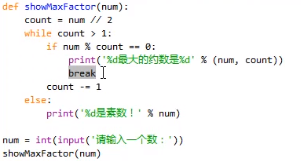 def showMaxFactor(num):
    count = num // 2
    while count > 1:
        if num % count == 0:
            print('%d最大的约数是%d' % (num, count))
            break
        count -= 1
    else:
        print('%d是素数！' % num)
num = int(input('请输入一个数：'))
showMaxFactor(num)